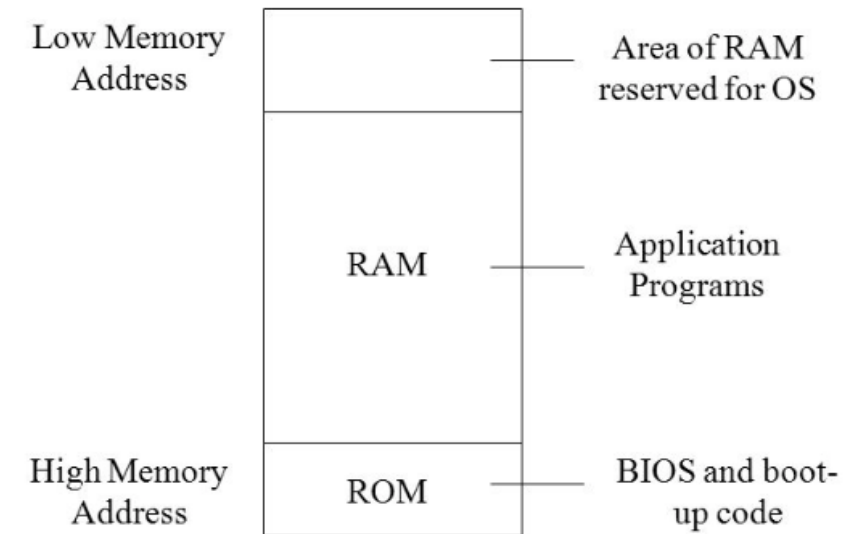 Low Memory
Address
Area of RAM
reserved for OS
RAM
Application
Programs
High Memory
Address
ROM
BIOS and boot-
up code